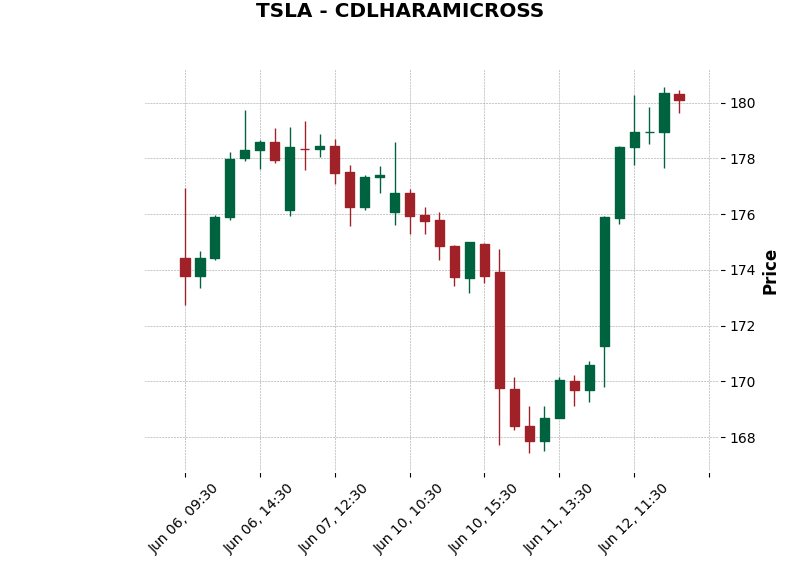 TSLA - CDLHARAMICROSS
180
178
176
174
172
170
168
Price
Jun 06, 09:30
Jun 06, 14:30
Jun 07, 12:30
Jun 10, 10:30
Jun 10, 15:30
Jun 11, 13:30
Jun 12, 11:30